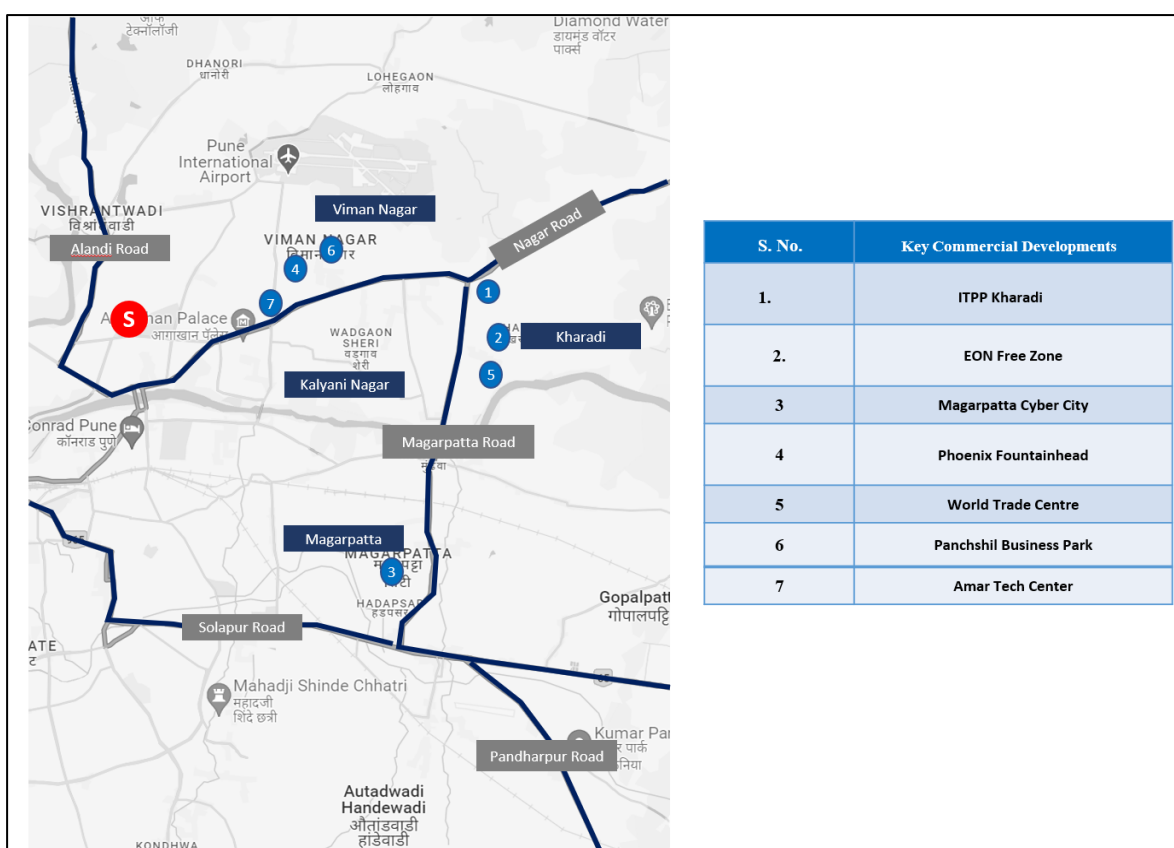 टेक्नॉलॉजी
Diamond Water
डायमंड वॉटर
पार्क्स
DHANORI
धानोरी
LOHEGAON
लोहगाव
Pune
International
Airport
Viman Nagar
VISHRANTWADI
Alandi Road
VIMAN NAGAR
6
4
Nagar Road
7
1
S
Palace
आगाखान पॅलेस
WADGAON
SHERI
वडगाव
शेरी
2
Kharadi
Kalyani Nagar
5
Conrad Pune
कॉनराड पुणे
Magarpatta Road
मुंढवा
Magarpatta
MAGARPATTA
3
HADAPSAR
हडपसर
Gopalpatt
गोपालपट्टि
Solapur Road
Mahadji Shinde Chhatri
महादजी
शिंदे छत्री
Kumar Par
Pandharpur Road
Autadwadi
Handewadi
औतांडवाडी
हांडेवाडी
KONDHWA
S. No. Key Commercial Developments
1. ITPP Kharadi
2. EON Free Zone
3 Magarpatta Cyber City
4 Phoenix Fountainhead
5 World Trade Centre
6 Panchshil Business Park
7 Amar Tech Center